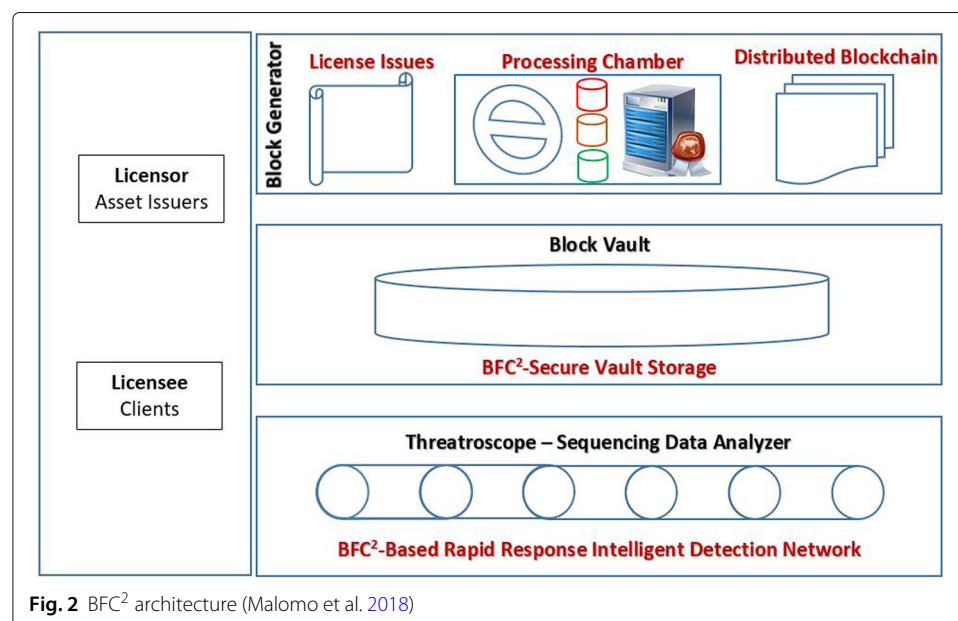 Licensor
Asset Issuers
Licensee
Clients
Block Generator
License Issues
Processing Chamber
Distributed Blockchain
Block Vault
BFC²-Secure Vault Storage
Threatroscope – Sequencing Data Analyzer
BFC²-Based Rapid Response Intelligent Detection Network
Fig. 2 BFC² architecture (Malomo et al. 2018)